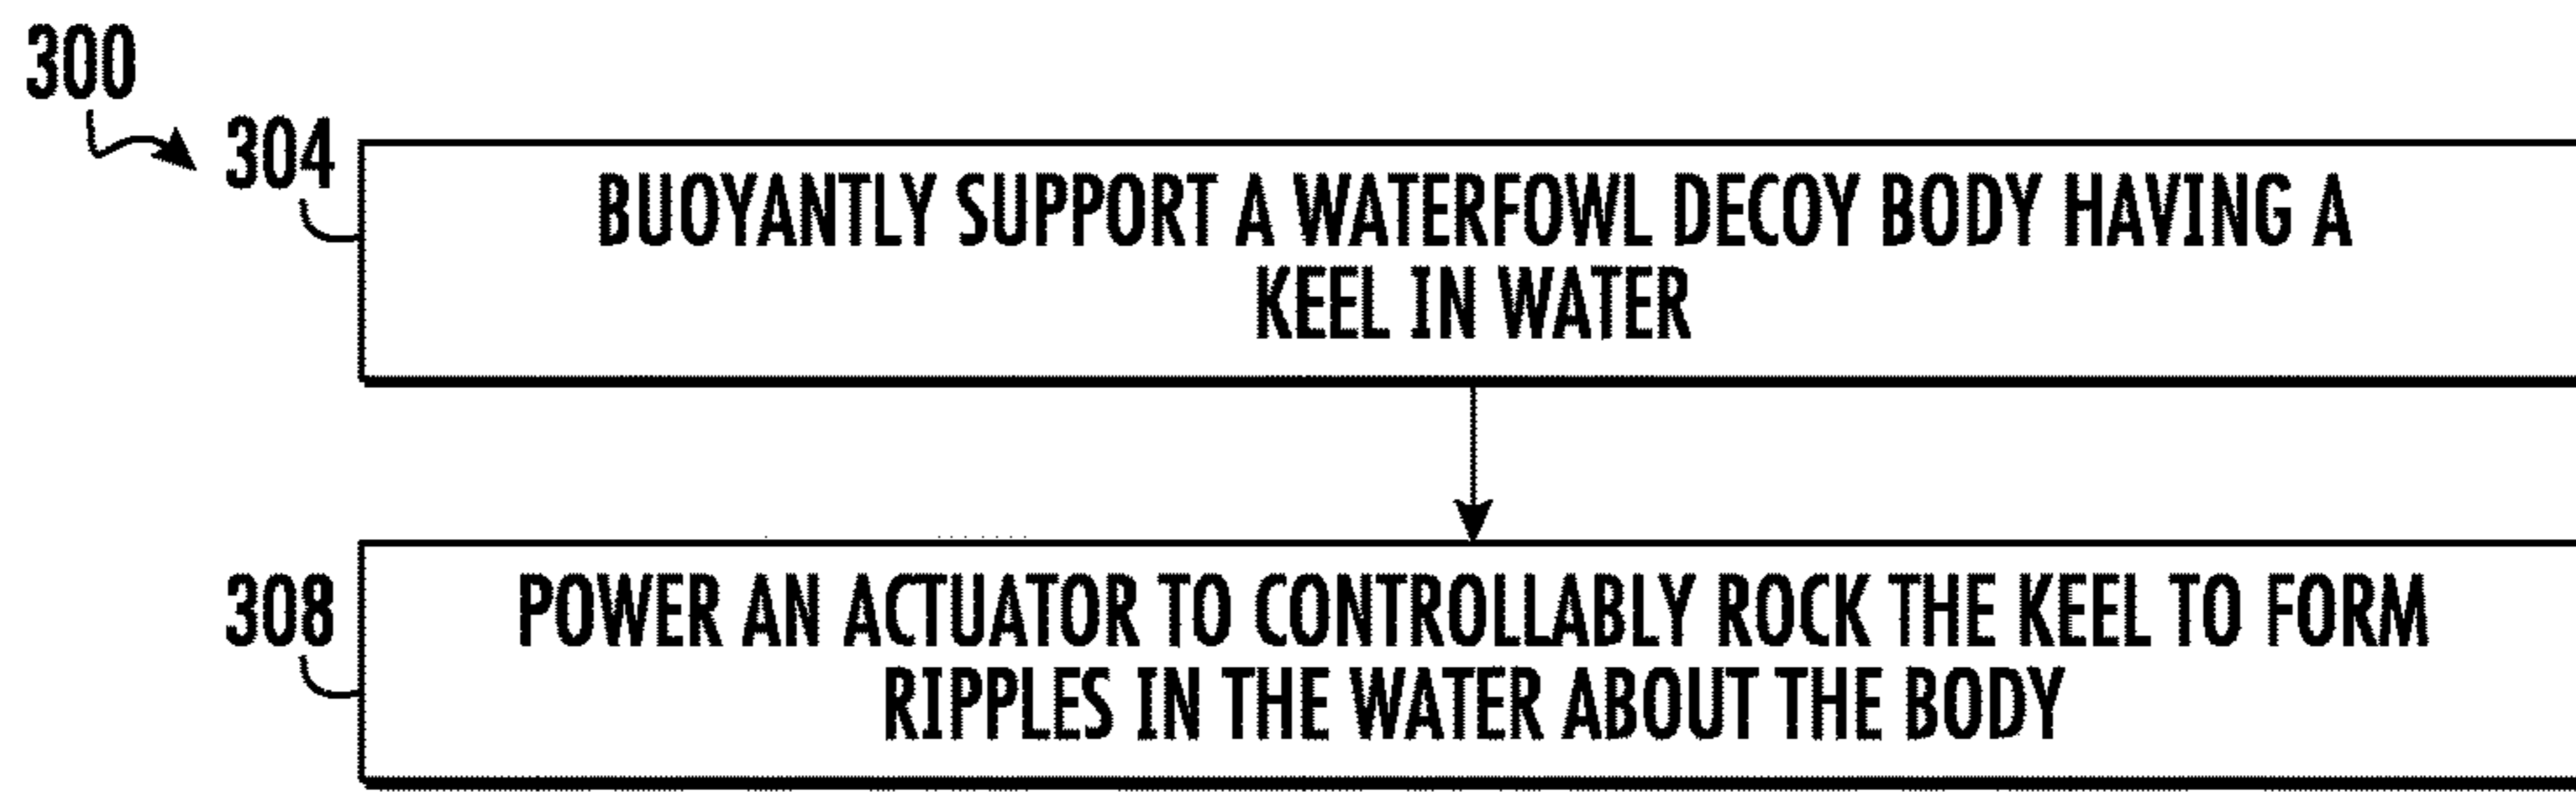 300
304
BUOYANTLY SUPPORT A WATERFOWL DECOY BODY HAVING A
KEEL IN WATER
308
POWER AN ACTUATOR TO CONTROLLABLY ROCK THE KEEL TO FORM
RIPPLES IN THE WATER ABOUT THE BODY